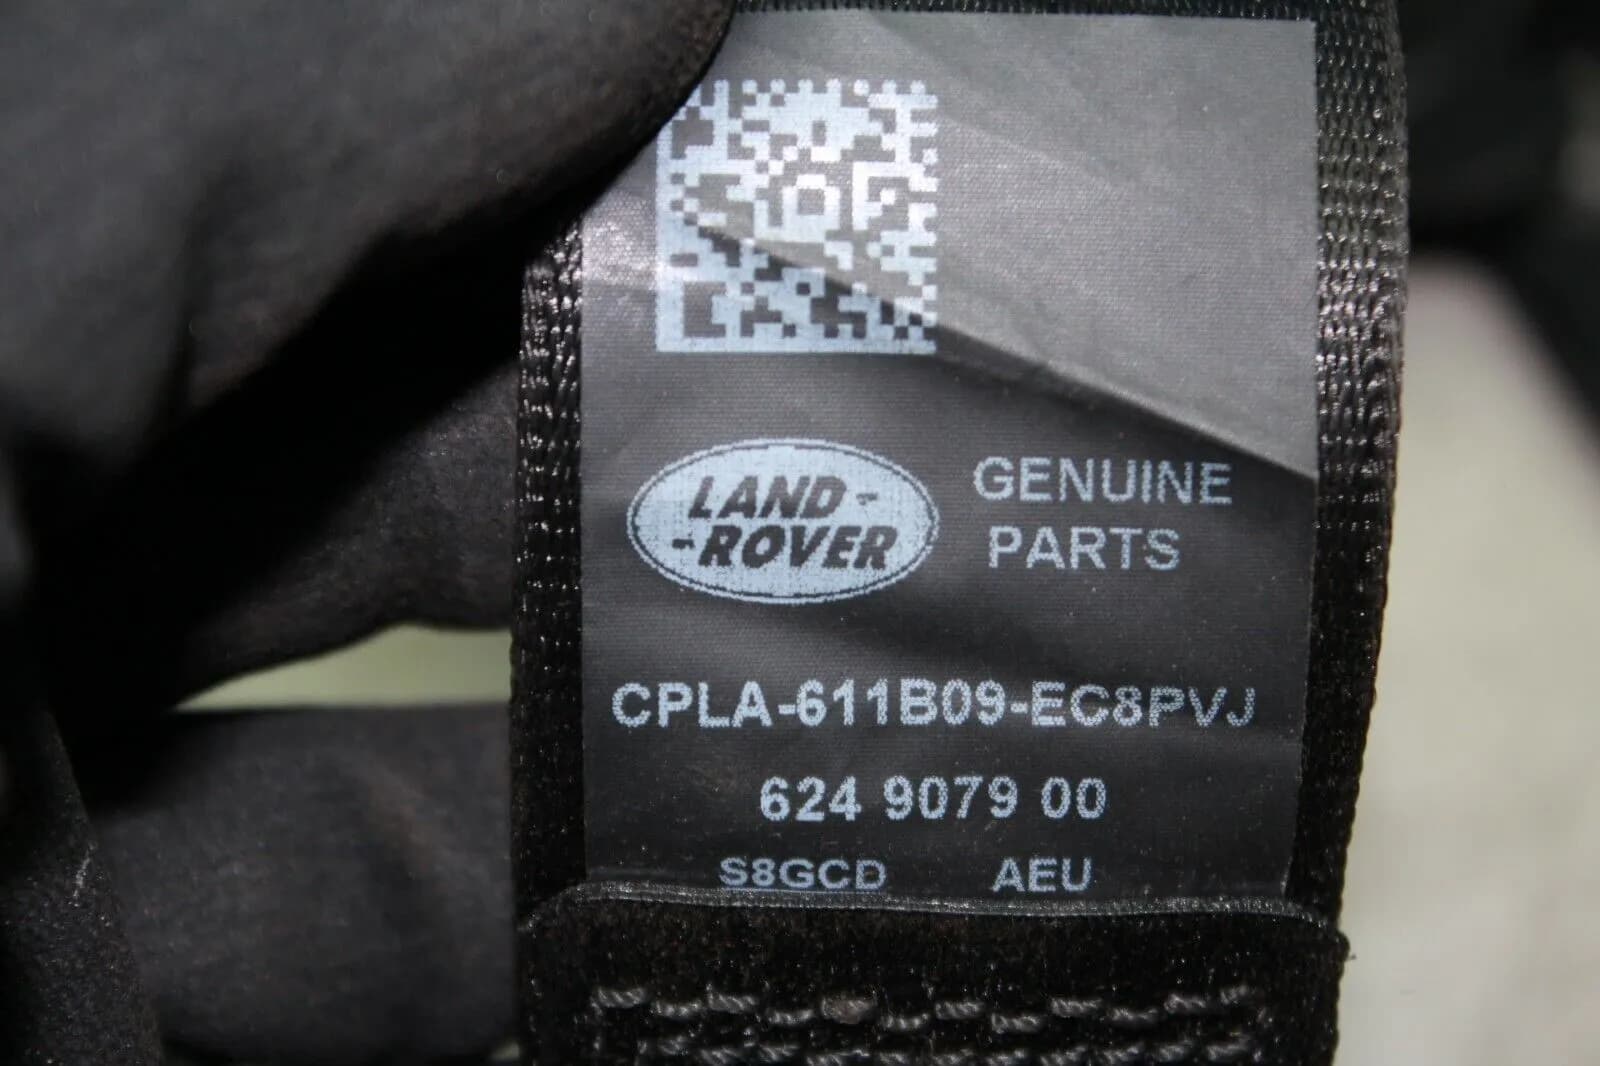 LAND-
-ROVER
GENUINE
PARTS
CPLA-611B09-EC8PVJ
624 9079 00
S8GCD AEU